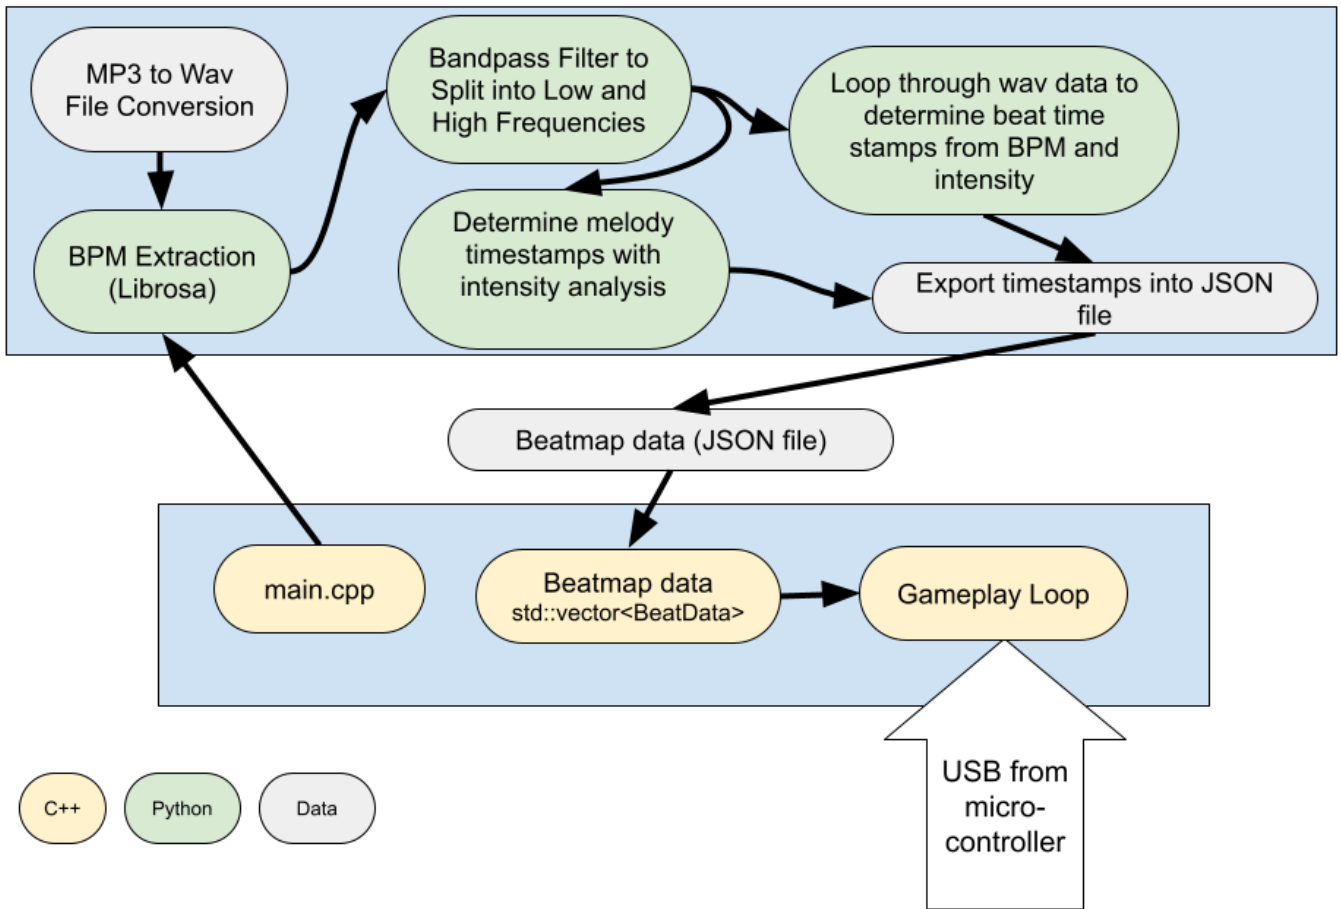 MP3 to Wav
File Conversion
BPM Extraction
(Librosa)
Bandpass Filter to
Split into Low and
High Frequencies
Determine melody
timestamps with
intensity analysis
Loop through wav data to
determine beat time
stamps from BPM and
intensity
Export timestamps into JSON
file
Beatmap data (JSON file)
main.cpp
Beatmap data
std::vector<BeatData>
Gameplay Loop
USB from
micro-
controller
C++
Python
Data